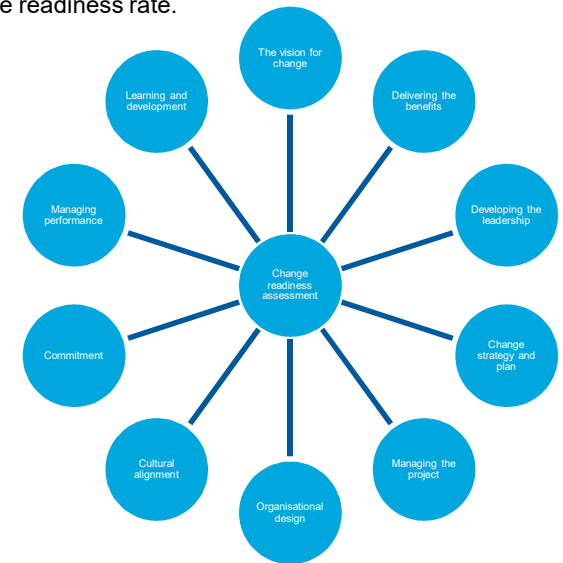 e readiness rate.
The vision for
change
Delivering the
benefits
Developing the
leadership
Change
strategy and
plan
Managing the
project
Organisational
design
Cultural
alignment
Commitment
Managing
performance
Learning and
development
Change
readiness
assessment